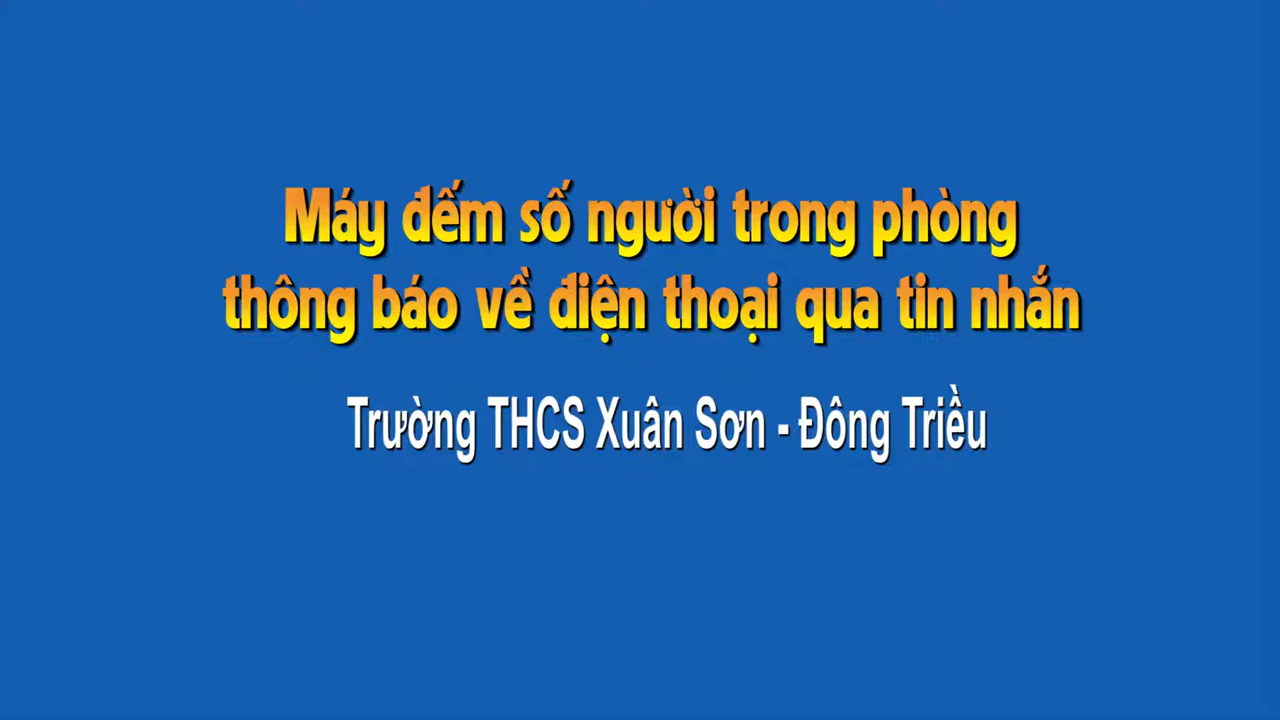 Máy đếm số người trong phòng
thông báo về điện thoại qua tin nhắn
Trường THCS Xuân Sơn - Đông Triều